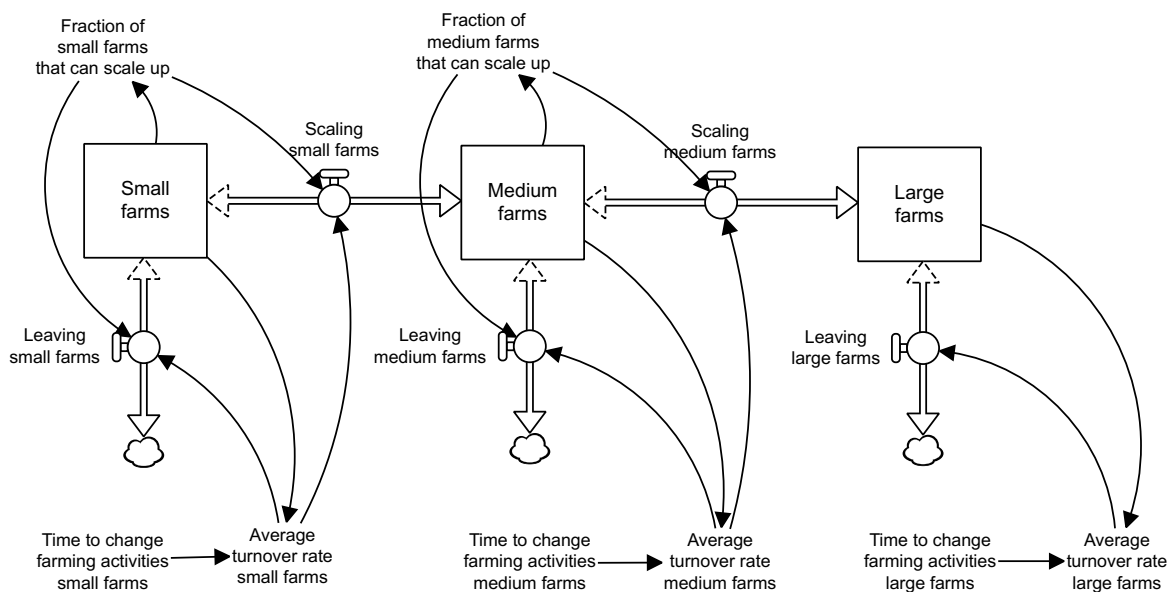 Fraction of
small farms
that can scale up
Fraction of
medium farms
that can scale up
Scaling
small farms
Scaling
medium farms
Small
farms
Medium
farms
Large
farms
Leaving
small farms
Leaving
medium farms
Leaving
large farms
Time to change
farming activities
small farms
Average
turnover rate
small farms
Time to change
farming activities
medium farms
Average
turnover rate
medium farms
Time to change
farming activities
large farms
Average
turnover rate
large farms